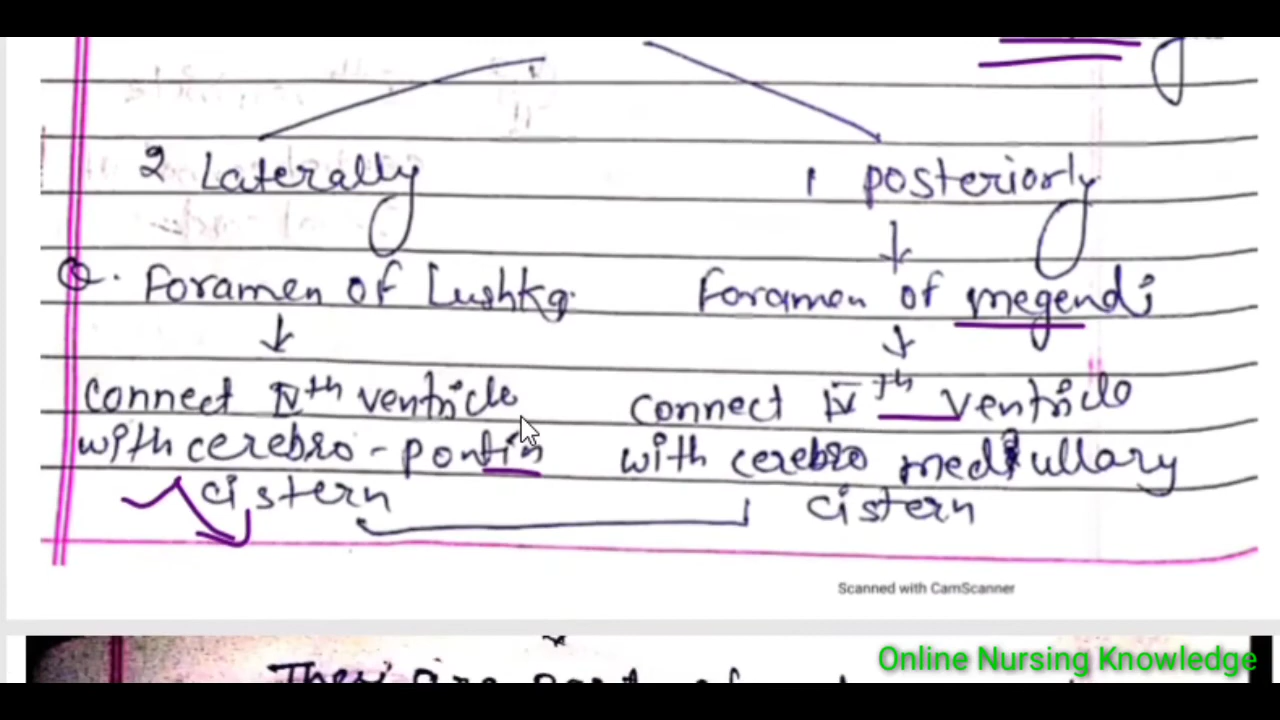 2 Laterally
1 posteriorly
Q. Foramen of Lushka
Foramen of megendi
connect IVth ventricle
with cerebro-pontin
cistern
connect IVth ventricle
with cerebro medullary
cistern
Scanned with CamScanner
Online Nursing Knowledge